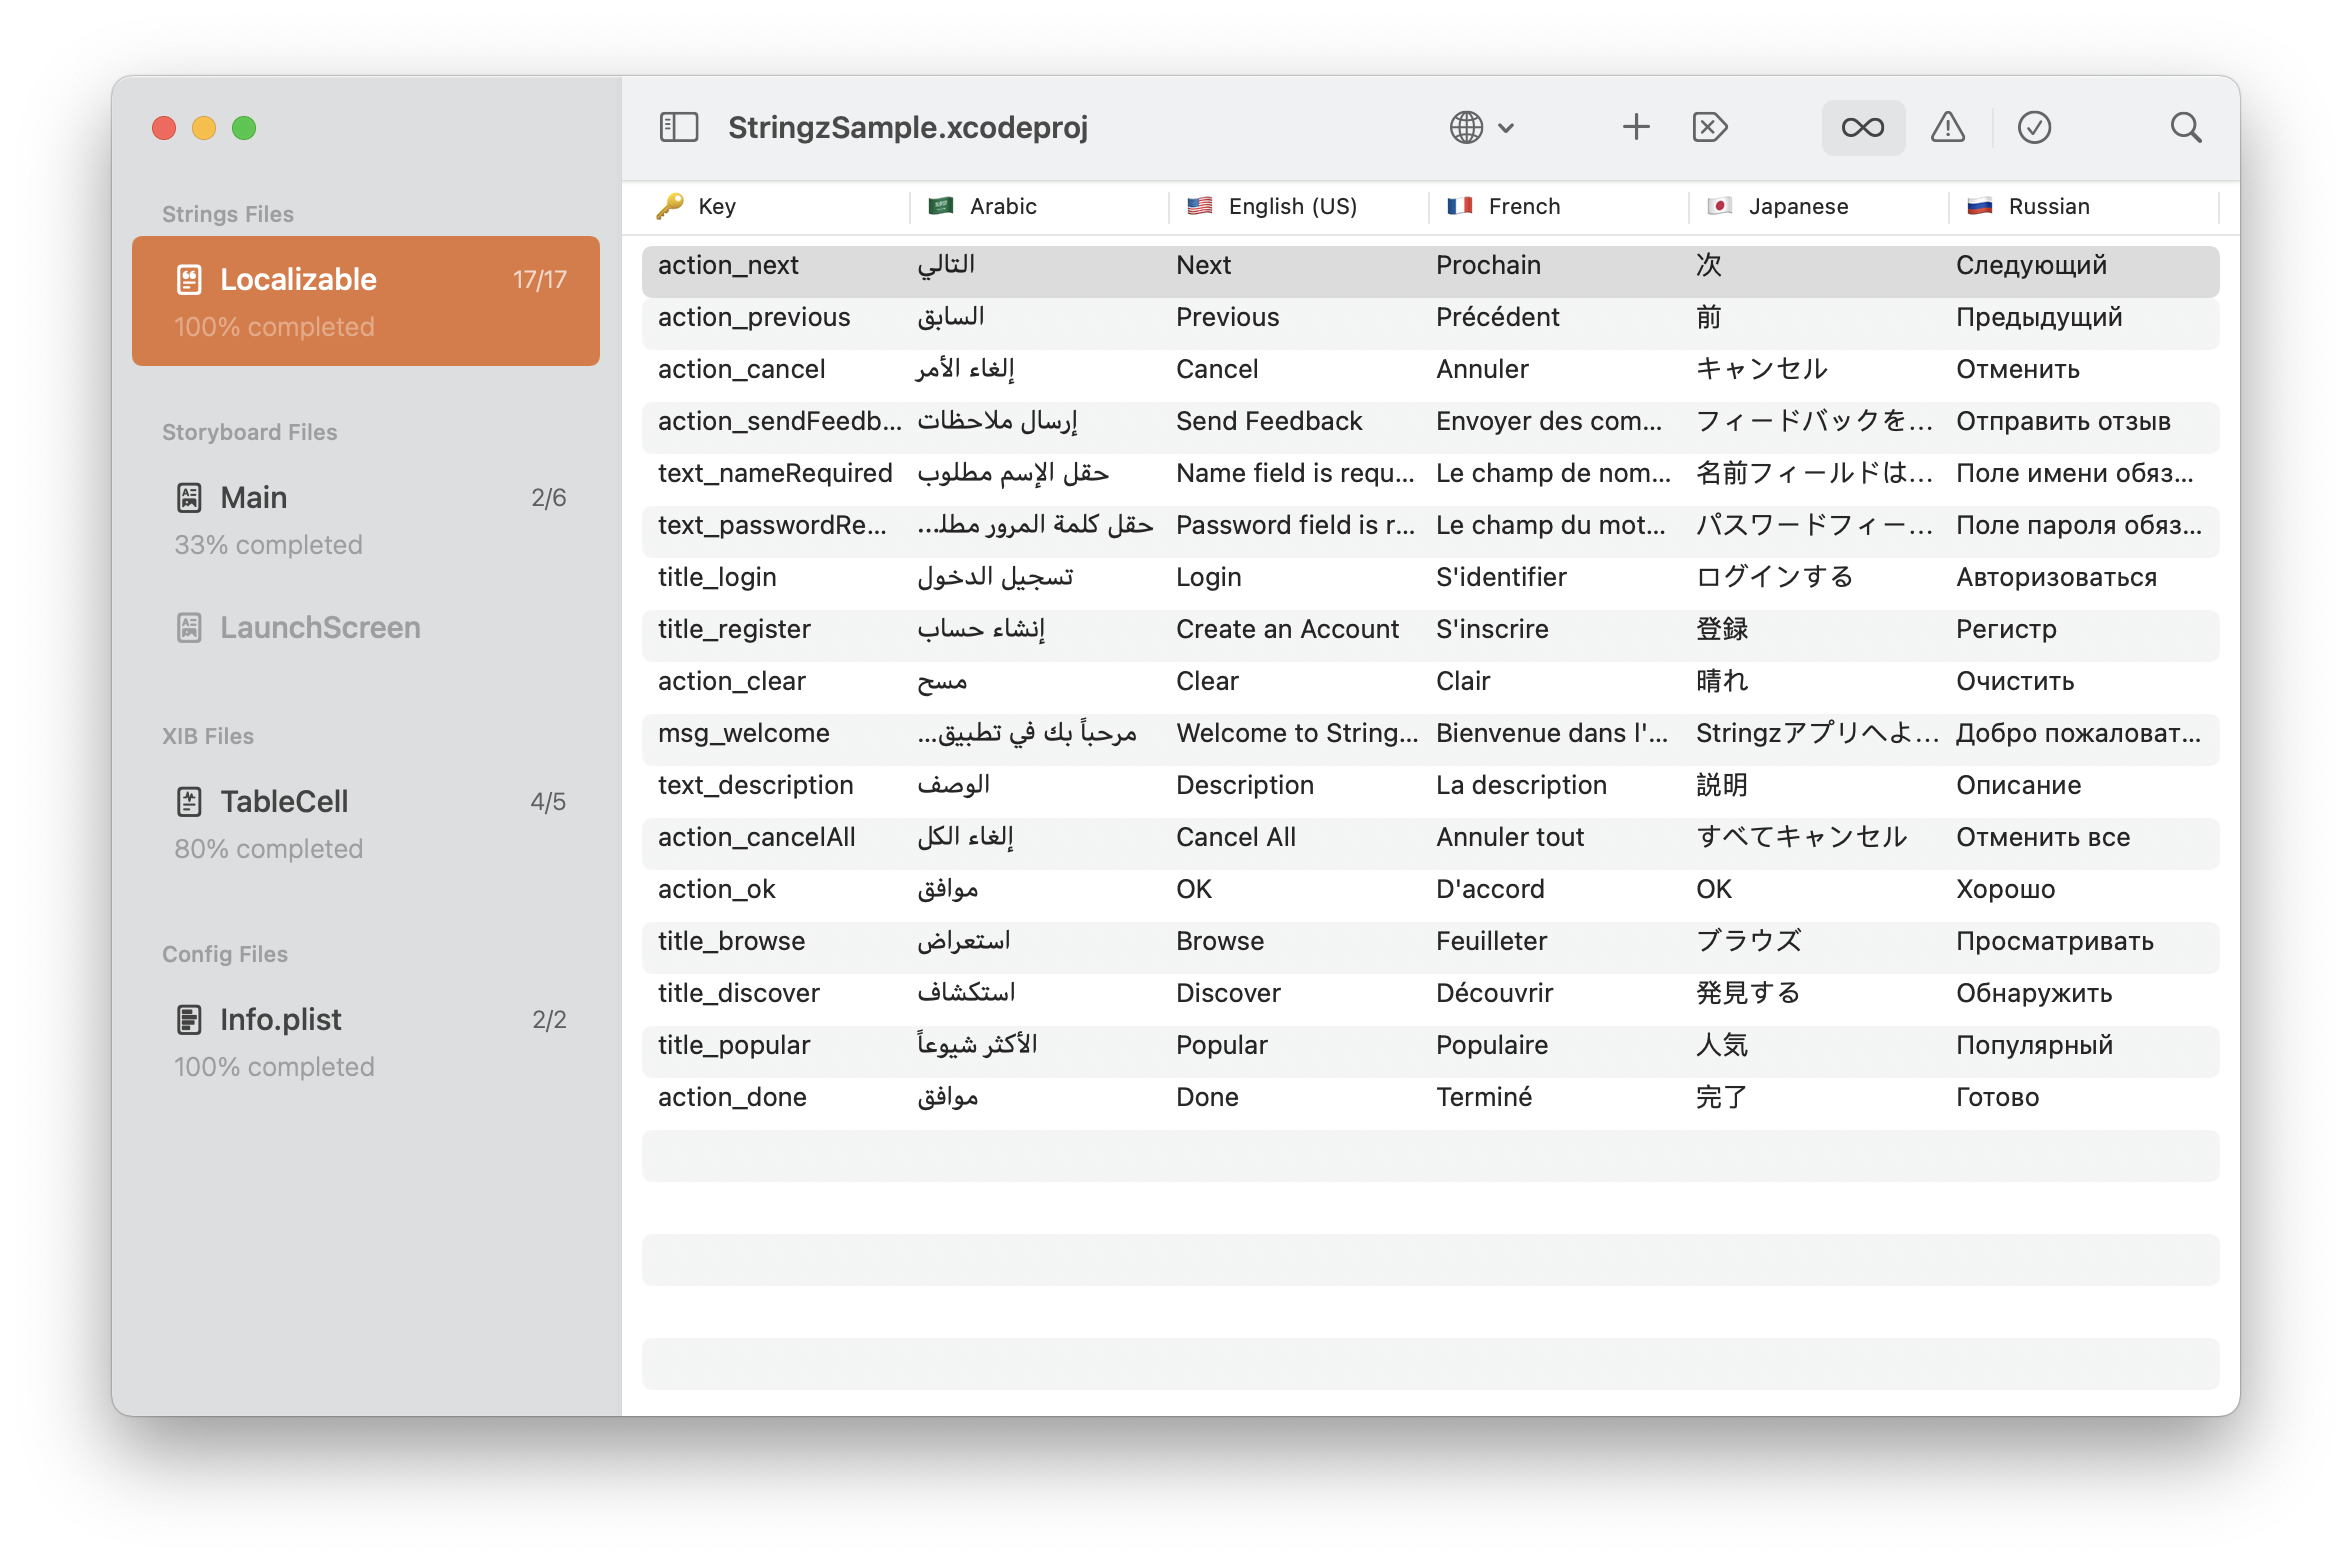 StringzSample.xcodeproj
Strings Files
Localizable 17/17
100% completed
Storyboard Files
Main 2/6
33% completed
LaunchScreen
XIB Files
TableCell 4/5
80% completed
Config Files
Info.plist 2/2
100% completed
Key Arabic English (US) French Japanese Russian
action_next التالي Next Prochain 次 Следующий
action_previous السابق Previous Précédent 前 Предыдущий
action_cancel إلغاء الأمر Cancel Annuler キャンセル Отменить
action_sendFeedb... إرسال ملاحظات Send Feedback Envoyer des com... フィードバックを... Отправить отзыв
text_nameRequired حقل الإسم مطلوب Name field is requ... Le champ de nom... 名前フィールドは... Поле имени обяз...
text_passwordRe... حقل كلمة المرور مطلـ... Password field is r... Le champ du mot... パスワードフィー... Поле пароля обяз...
title_login تسجيل الدخول Login S'identifier ログインする Авторизоваться
title_register إنشاء حساب Create an Account S'inscrire 登録 Регистр
action_clear مسح Clear Clair 晴れ Очистить
msg_welcome مرحباً بك في تطبيق... Welcome to String... Bienvenue dans l'... Stringzアプリへよ... Добро пожаловат...
text_description الوصف Description La description 説明 Описание
action_cancelAll إلغاء الكل Cancel All Annuler tout すべてキャンセル Отменить все
action_ok موافق OK D'accord OK Хорошо
title_browse استعراض Browse Feuilleter ブラウズ Просматривать
title_discover استكشاف Discover Découvrir 発見する Обнаружить
title_popular الأكثر شيوعاً Popular Populaire 人気 Популярный
action_done موافق Done Terminé 完了 Готово